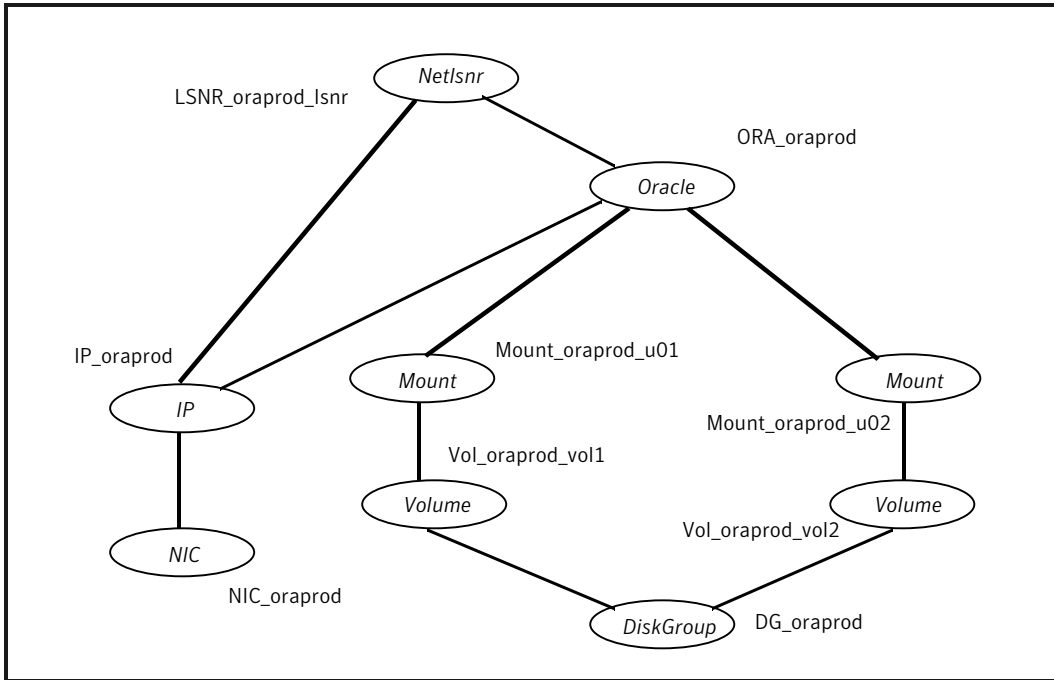 Netlsnr
LSNR_oraprod_lsnr
ORA_oraprod
Oracle
IP_oraprod
Mount_oraprod_u01
Mount
Mount
IP
Mount_oraprod_u02
Vol_oraprod_vol1
Volume
Volume
Vol_oraprod_vol2
NIC
NIC_oraprod
DiskGroup
DG_oraprod